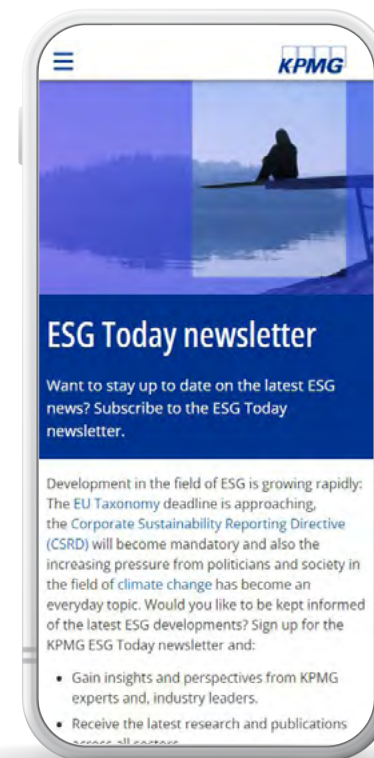 KPMG
ESG Today newsletter
Want to stay up to date on the latest ESG
news? Subscribe to the ESG Today
newsletter.
Development in the field of ESG is growing rapidly:
The EU Taxonomy deadline is approaching,
the Corporate Sustainability Reporting Directive
(CSRD) will become mandatory and also the
increasing pressure from politicians and society in
the field of climate change has become an
everyday topic. Would you like to be kept informed
of the latest ESG developments? Sign up for the
KPMG ESG Today newsletter and:
• Gain insights and perspectives from KPMG
experts and, industry leaders.
• Receive the latest research and publications
across all sectors